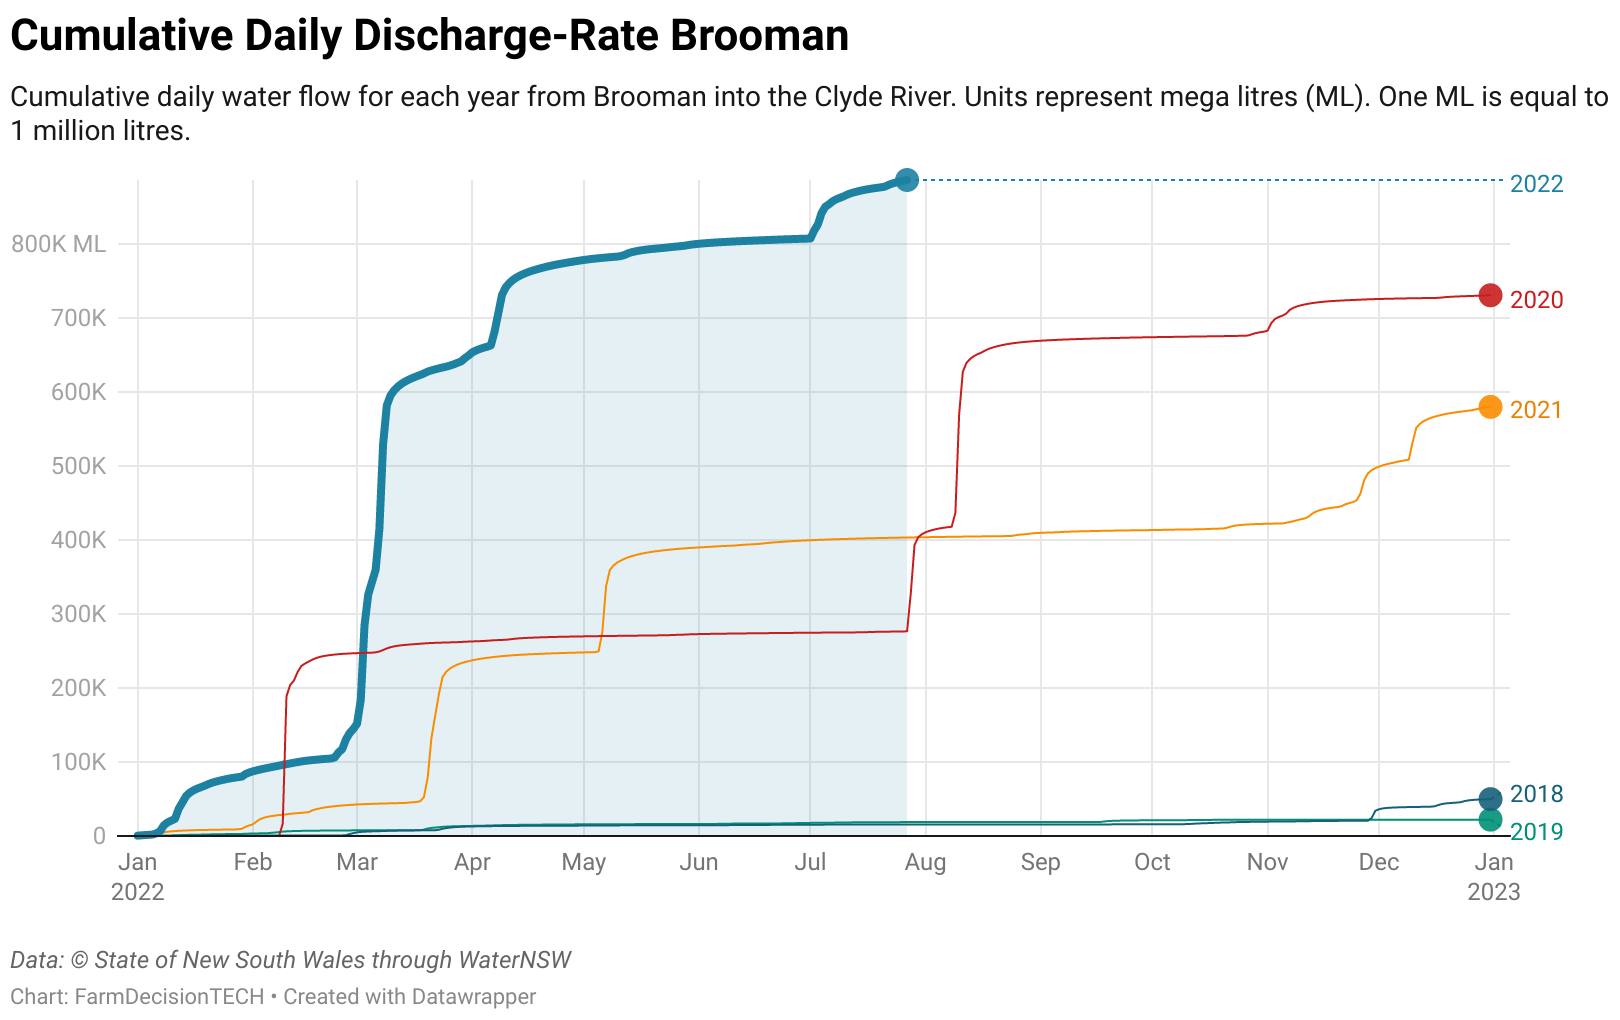 Cumulative Daily Discharge-Rate Brooman
Cumulative daily water flow for each year from Brooman into the Clyde River. Units represent mega litres (ML). One ML is equal to
1 million litres.
2022
800K ML
2020
700K
600K
2021
500K
400K
300K
200K
100K
2018
0
2019
Jan Feb Mar Apr May Jun Jul Aug Sep Oct Nov Dec Jan
2022 2023
Data: © State of New South Wales through WaterNSW
Chart: FarmDecisionTECH • Created with Datawrapper